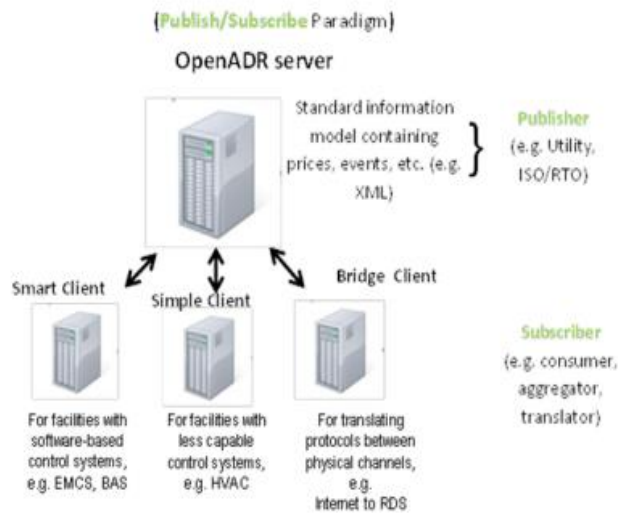 (Publish/Subscribe Paradigm)
OpenADR server
Standard information
model containing
prices, events, etc. (e.g.
XML)
}
Publisher
(e.g. Utility,
ISO/RTO)
Smart Client
Simple Client
Bridge Client
For facilities with
software-based
control systems,
e.g. EMCS, BAS
For facilities with
less capable
control systems,
e.g. HVAC
For translating
protocols between
physical channels,
e.g.
Internet to RDS
Subscriber
(e.g. consumer,
aggregator,
translator)